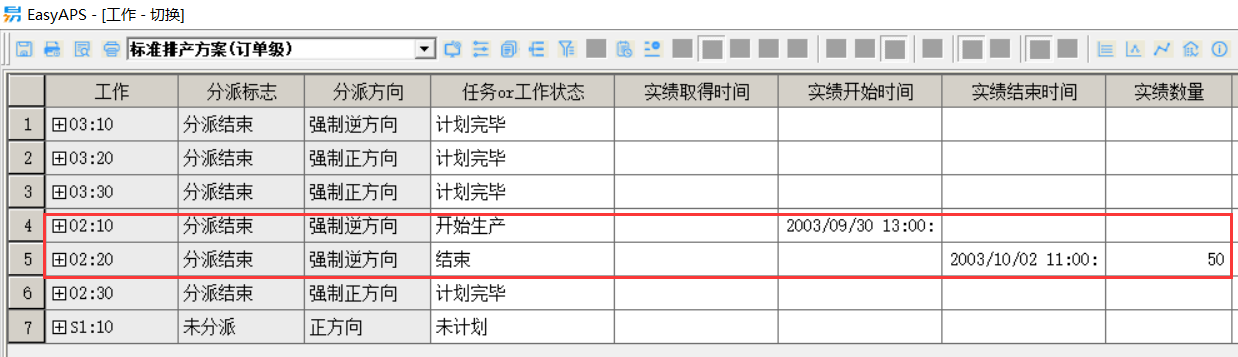 EasyAPS - [工作 - 切换]
标准排产方案(订单级)
工作 分派标志 分派方向 任务or工作状态 实绩取得时间 实绩开始时间 实绩结束时间 实绩数量
1 03:10 分派结束 强制逆方向 计划完毕
2 03:20 分派结束 强制正方向 计划完毕
3 03:30 分派结束 强制正方向 计划完毕
4 02:10 分派结束 强制逆方向 开始生产 2003/09/30 13:00:
5 02:20 分派结束 强制逆方向 结束 2003/10/02 11:00: 50
6 02:30 分派结束 强制正方向 计划完毕
7 S1:10 未分派 正方向 未计划